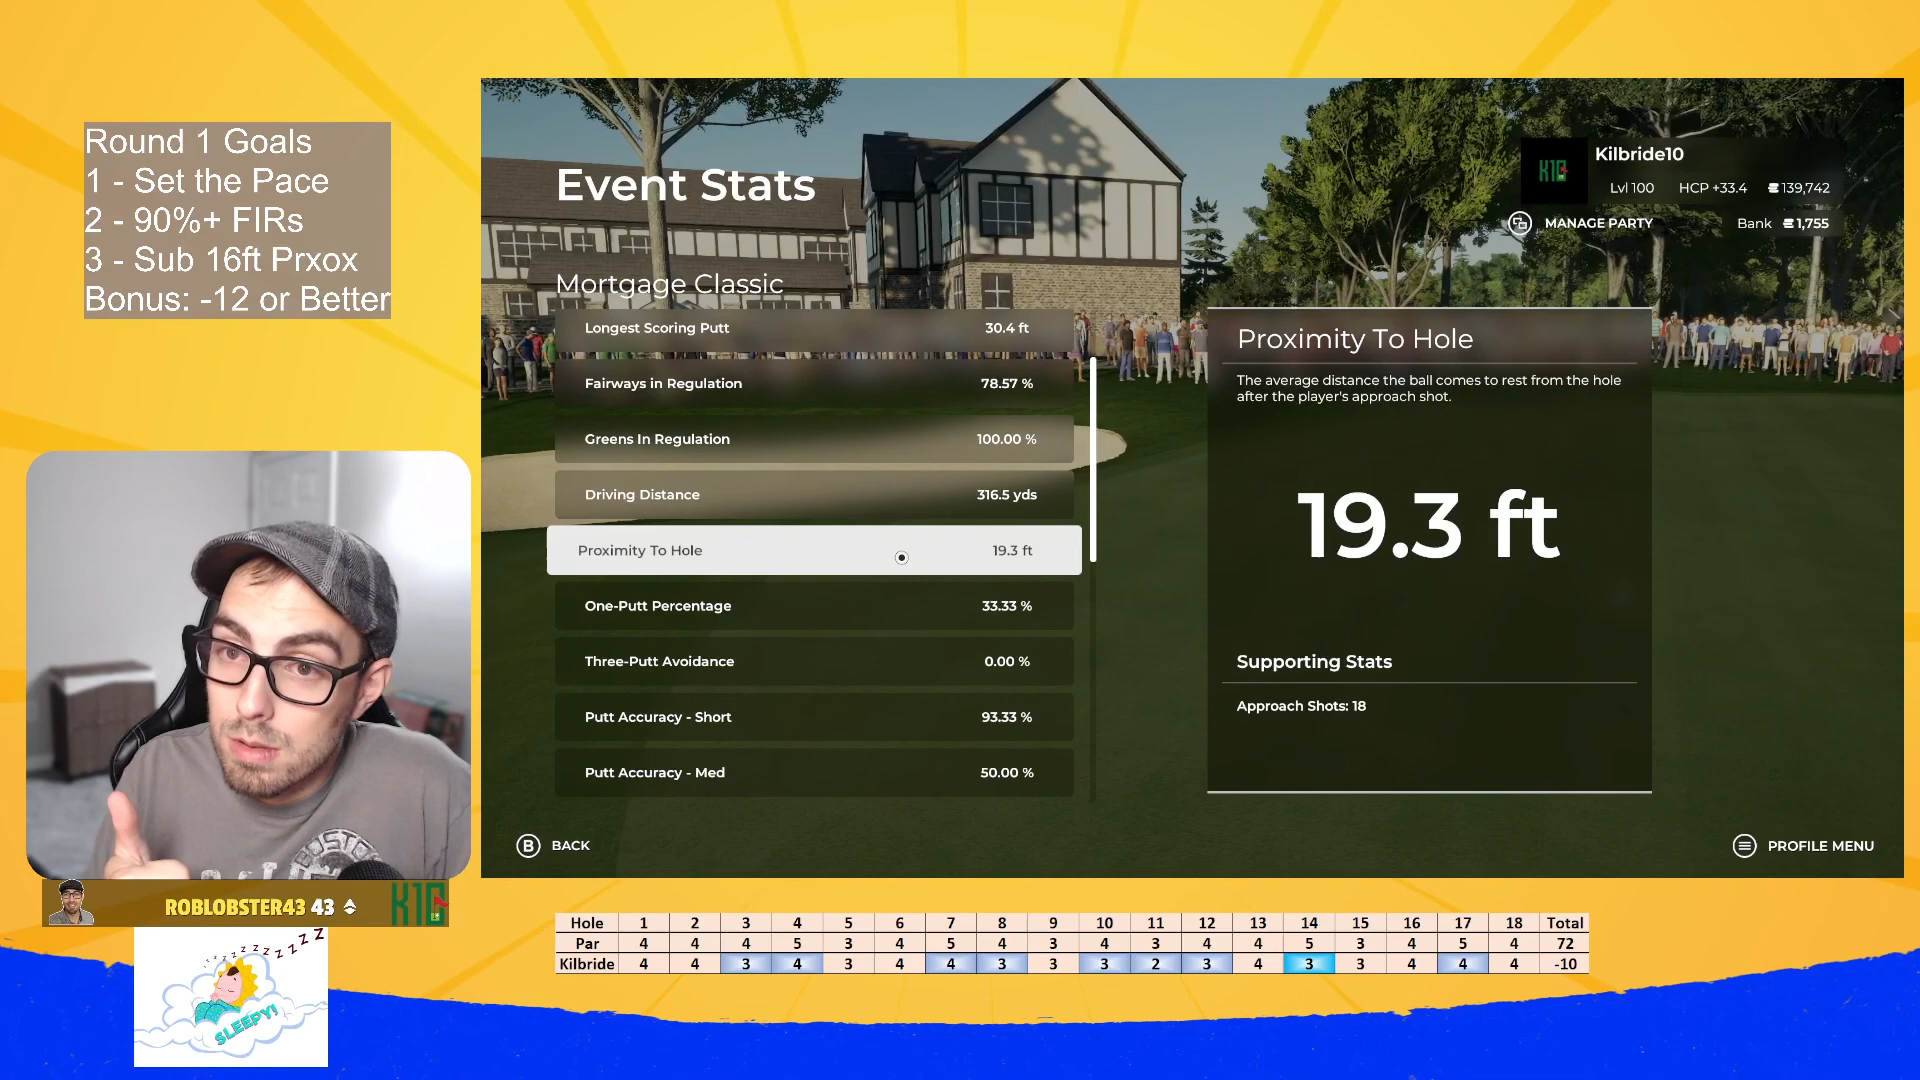 Round 1 Goals
1 - Set the Pace
2 - 90%+ FIRs
3 - Sub 16ft Prxox
Bonus: -12 or Better
Event Stats
Mortgage Classic
Longest Scoring Putt 30.4 ft
Fairways in Regulation 78.57 %
Greens In Regulation 100.00 %
Driving Distance 316.5 yds
Proximity To Hole 19.3 ft
One-Putt Percentage 33.33 %
Three-Putt Avoidance 0.00 %
Putt Accuracy - Short 93.33 %
Putt Accuracy - Med 50.00 %
K10
Kilbride10
Lvl 100 HCP +33.4 139,742
MANAGE PARTY Bank 1,755
Proximity To Hole
The average distance the ball comes to rest from the hole
after the player's approach shot.
19.3 ft
Supporting Stats
Approach Shots: 18
B BACK
PROFILE MENU
ROBLOBSTER43 43
K10
z z z z z z z z z z
SLEEPY!
Hole 1 2 3 4 5 6 7 8 9 10 11 12 13 14 15 16 17 18 Total
Par 4 4 4 5 3 4 5 4 3 4 3 4 4 5 3 4 5 4 72
Kilbride 4 4 3 4 3 4 4 3 3 3 2 3 4 3 3 4 4 4 -10